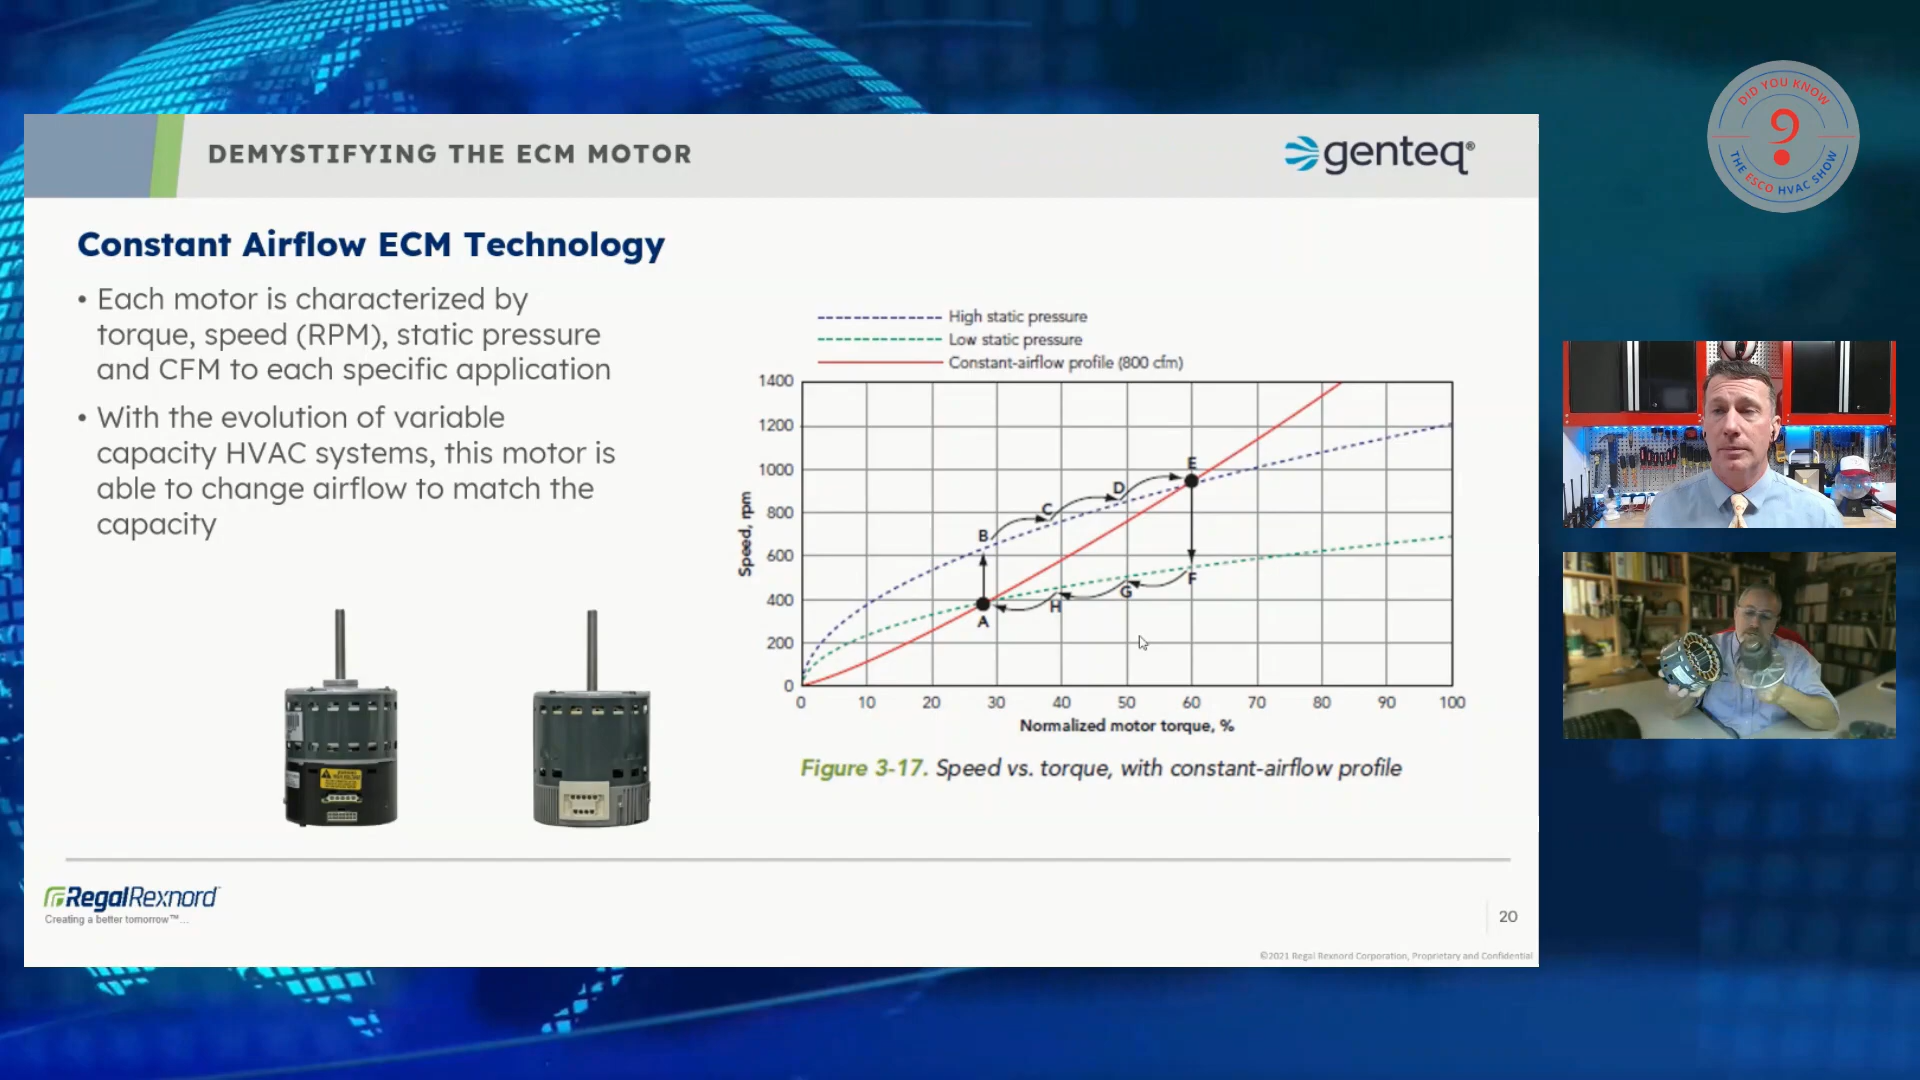 DEMYSTIFYING THE ECM MOTOR
genteq®
DID YOU KNOW
?
THE ESCO HVAC SHOW
Constant Airflow ECM Technology
• Each motor is characterized by
torque, speed (RPM), static pressure
and CFM to each specific application
• With the evolution of variable
capacity HVAC systems, this motor is
able to change airflow to match the
capacity
High static pressure
Low static pressure
Constant-airflow profile (800 cfm)
1400
1200
1000
800
600
400
200
0
Speed, rpm
A
B
C
D
E
F
G
H
0 10 20 30 40 50 60 70 80 90 100
Normalized motor torque, %
Figure 3-17. Speed vs. torque, with constant-airflow profile
RegalRexnord
Creating a better tomorrow™...
20
©2021 Regal Rexnord Corporation, Proprietary and Confidential